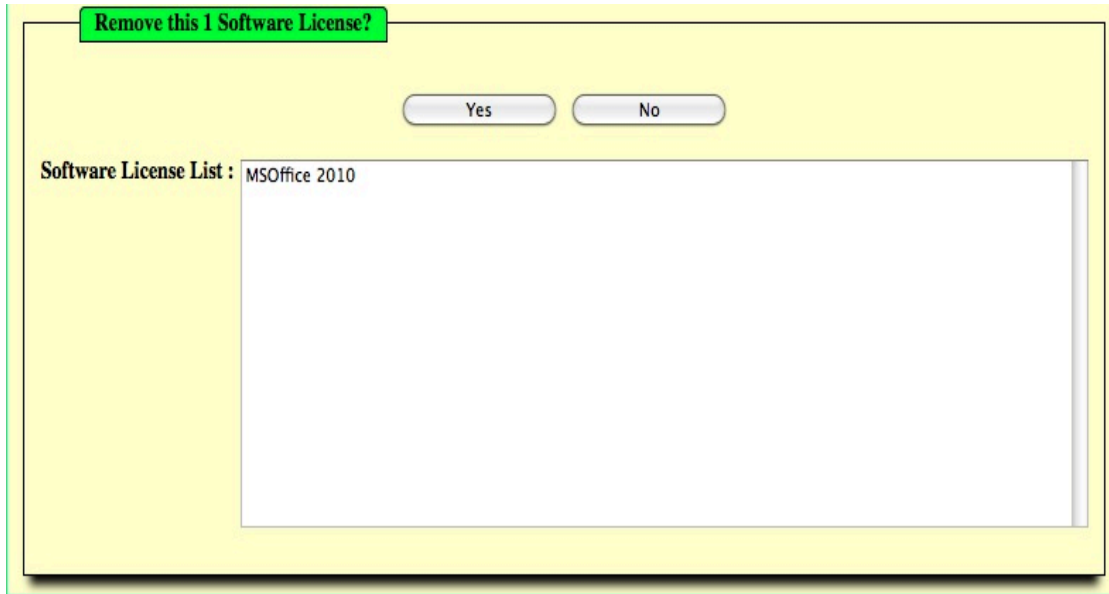 Remove this 1 Software License?
Yes No
Software License List : MSOffice 2010